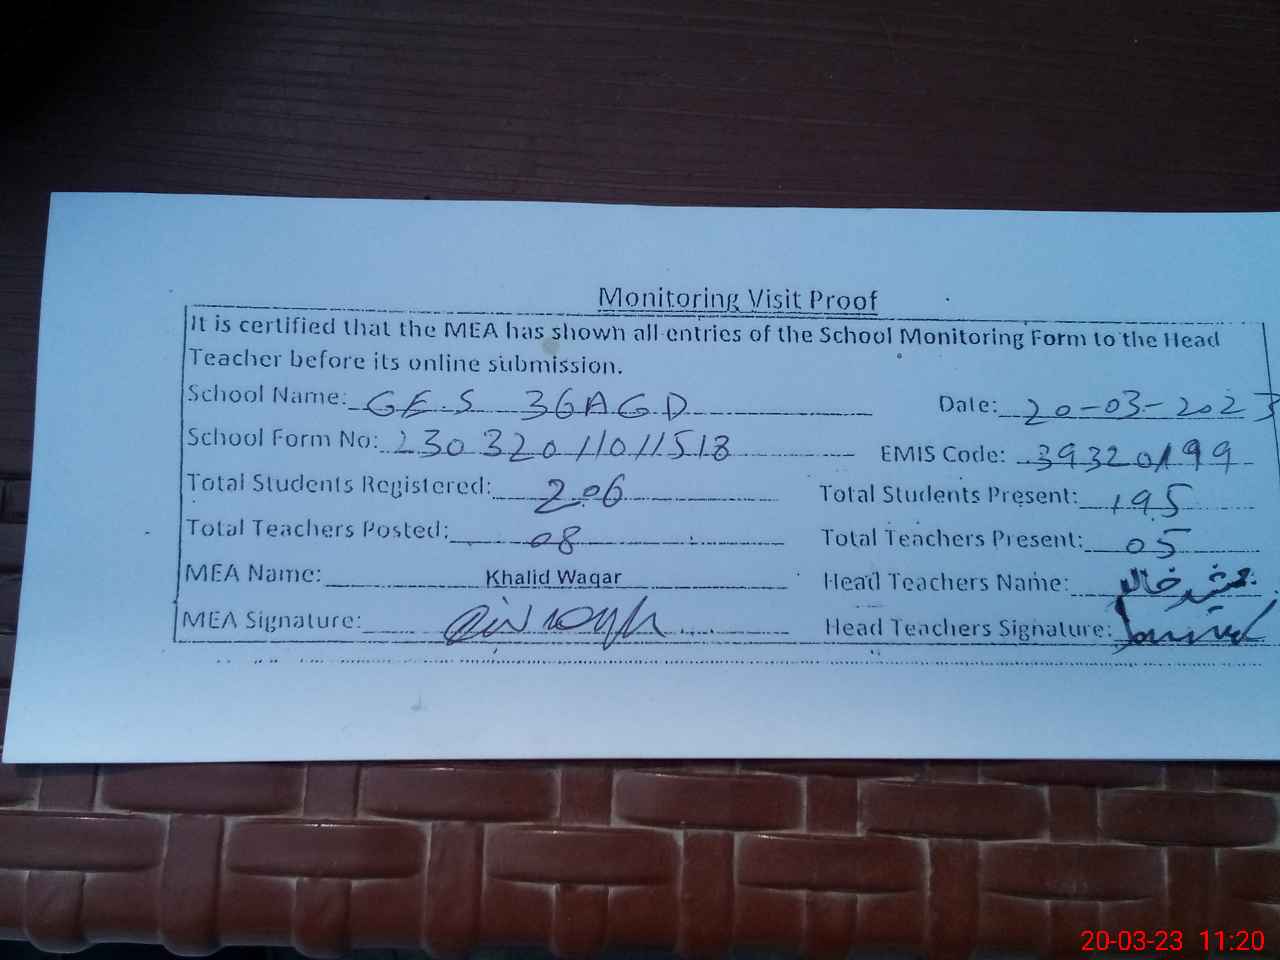 Monitoring Visit Proof
It is certified that the MEA has shown all entries of the School Monitoring Form to the Head
Teacher before its online submission.
School Name: GES 36AGD Date: 20-03-2023
School Form No: 23032011011518 EMIS Code: 39320199
Total Students Registered: 206 Total Students Present: 195
Total Teachers Posted: 08 Total Teachers Present: 05
MEA Name: Khalid Waqar Head Teachers Name:
MEA Signature: Head Teachers Signature:
20-03-23 11:20